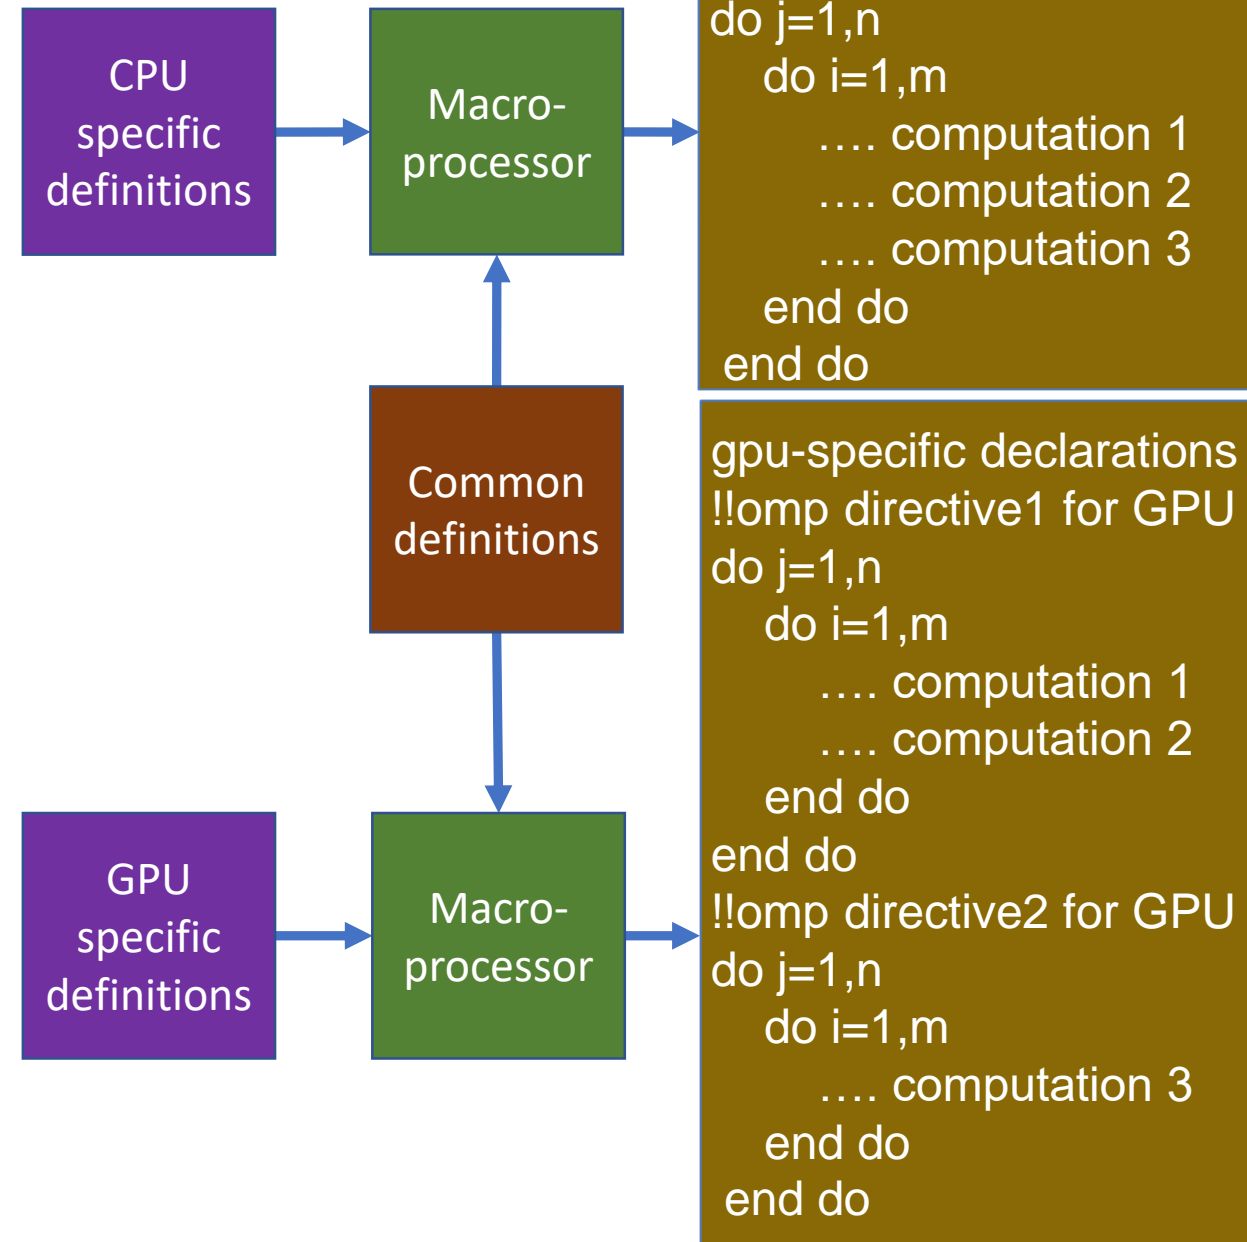 CPU
specific
definitions
Macro-
processor
do j=1,n
do i=1,m
…. computation 1
…. computation 2
…. computation 3
end do
end do
Common
definitions
GPU
specific
definitions
Macro-
processor
gpu-specific declarations
!!omp directive1 for GPU
do j=1,n
do i=1,m
…. computation 1
…. computation 2
end do
end do
!!omp directive2 for GPU
do j=1,n
do i=1,m
…. computation 3
end do
end do